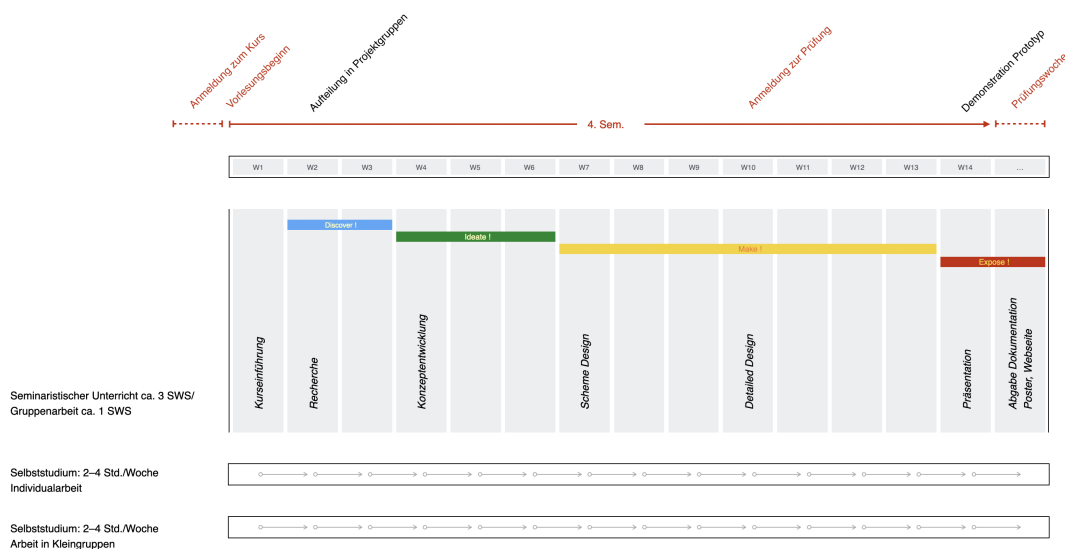 Anmeldung zum Kurs
Vorlesungsbeginn
Aufteilung in Projektgruppen
Anmeldung zur Prüfung
Demonstration Prototyp
Prüfungswoche
4. Sem.
W1 W2 W3 W4 W5 W6 W7 W8 W9 W10 W11 W12 W13 W14 ...
Discover !
Ideate !
Make !
Expose !
Kurseinführung
Recherche
Konzeptentwicklung
Scheme Design
Detailed Design
Präsentation
Abgabe Dokumentation
Poster, Webseite
Seminaristischer Unterricht ca. 3 SWS/
Gruppenarbeit ca. 1 SWS
Selbststudium: 2–4 Std./Woche
Individualarbeit
Selbststudium: 2–4 Std./Woche
Arbeit in Kleingruppen